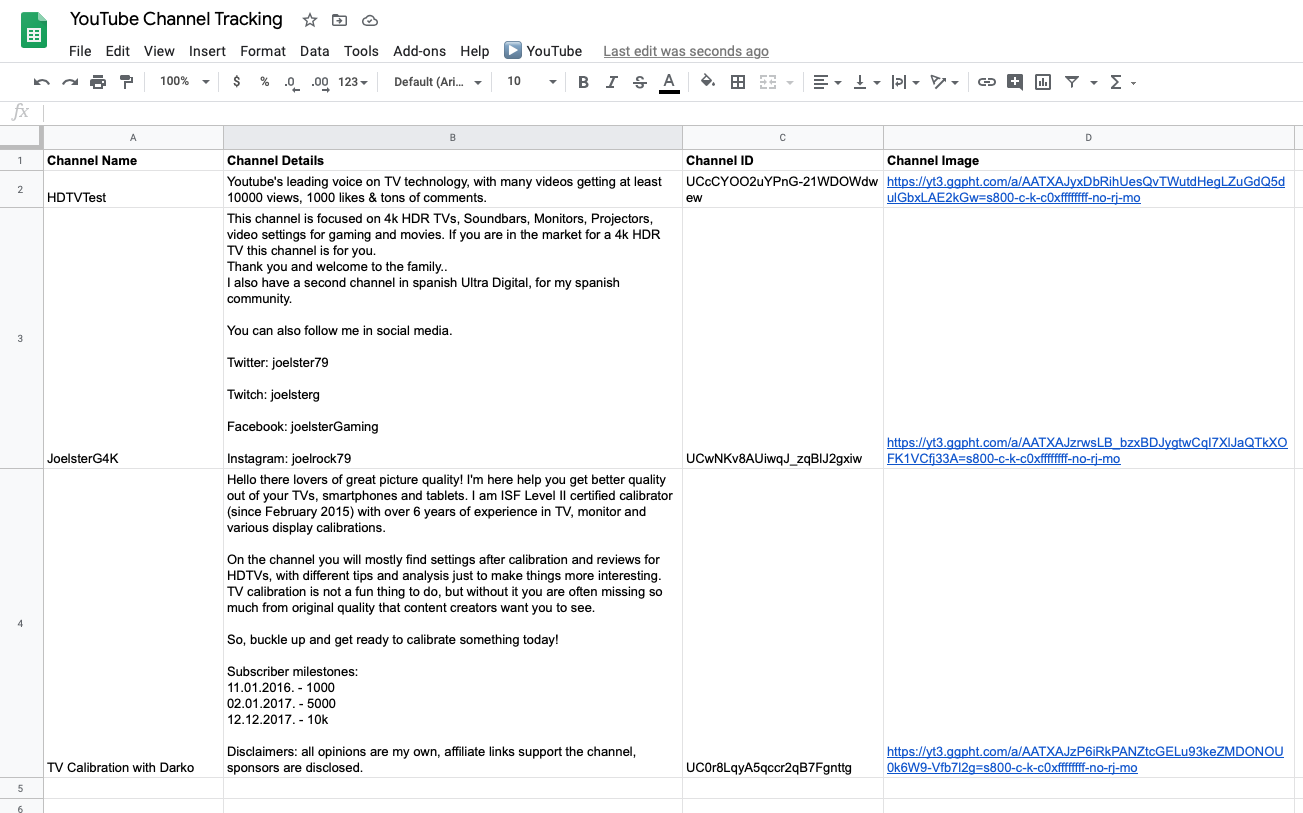 YouTube Channel Tracking
File Edit View Insert Format Data Tools Add-ons Help YouTube Last edit was seconds ago
100% $ % .0 .00 123 Default (Ari... 10 B I S A
fx
A B C D
1 Channel Name Channel Details Channel ID Channel Image
2 HDTVTest
Youtube's leading voice on TV technology, with many videos getting at least
10000 views, 1000 likes & tons of comments.
UCcCYOO2uYPnG-21WDOWdw
ew
https://yt3.ggpht.com/a/AATXAJyxDbRihUesQvTWutdHegLZuGdQ5d
ulGbxLAE2kGw=s800-c-k-c0xffffffff-no-rj-mo
3 JoelsterG4K
This channel is focused on 4k HDR TVs, Soundbars, Monitors, Projectors,
video settings for gaming and movies. If you are in the market for a 4k HDR
TV this channel is for you.
Thank you and welcome to the family..
I also have a second channel in spanish Ultra Digital, for my spanish
community.
You can also follow me in social media.
Twitter: joelster79
Twitch: joelsterg
Facebook: joelsterGaming
Instagram: joelrock79
UCwNKv8AUiwqJ_zqBlJ2gxiw
https://yt3.ggpht.com/a/AATXAJzrwsLB_bzxBDJygtwCqI7XlJaQTkXO
FK1VCfj33A=s800-c-k-c0xffffffff-no-rj-mo
4 TV Calibration with Darko
Hello there lovers of great picture quality! I'm here help you get better quality
out of your TVs, smartphones and tablets. I am ISF Level II certified calibrator
(since February 2015) with over 6 years of experience in TV, monitor and
various display calibrations.
On the channel you will mostly find settings after calibration and reviews for
HDTVs, with different tips and analysis just to make things more interesting.
TV calibration is not a fun thing to do, but without it you are often missing so
much from original quality that content creators want you to see.
So, buckle up and get ready to calibrate something today!
Subscriber milestones:
11.01.2016. - 1000
02.01.2017. - 5000
12.12.2017. - 10k
Disclaimers: all opinions are my own, affiliate links support the channel,
sponsors are disclosed.
UC0r8LqyA5qccr2qB7Fgnttg
https://yt3.ggpht.com/a/AATXAJzP6iRkPANZtcGELu93keZMDONOU
0k6W9-Vfb7l2g=s800-c-k-c0xffffffff-no-rj-mo
5
6